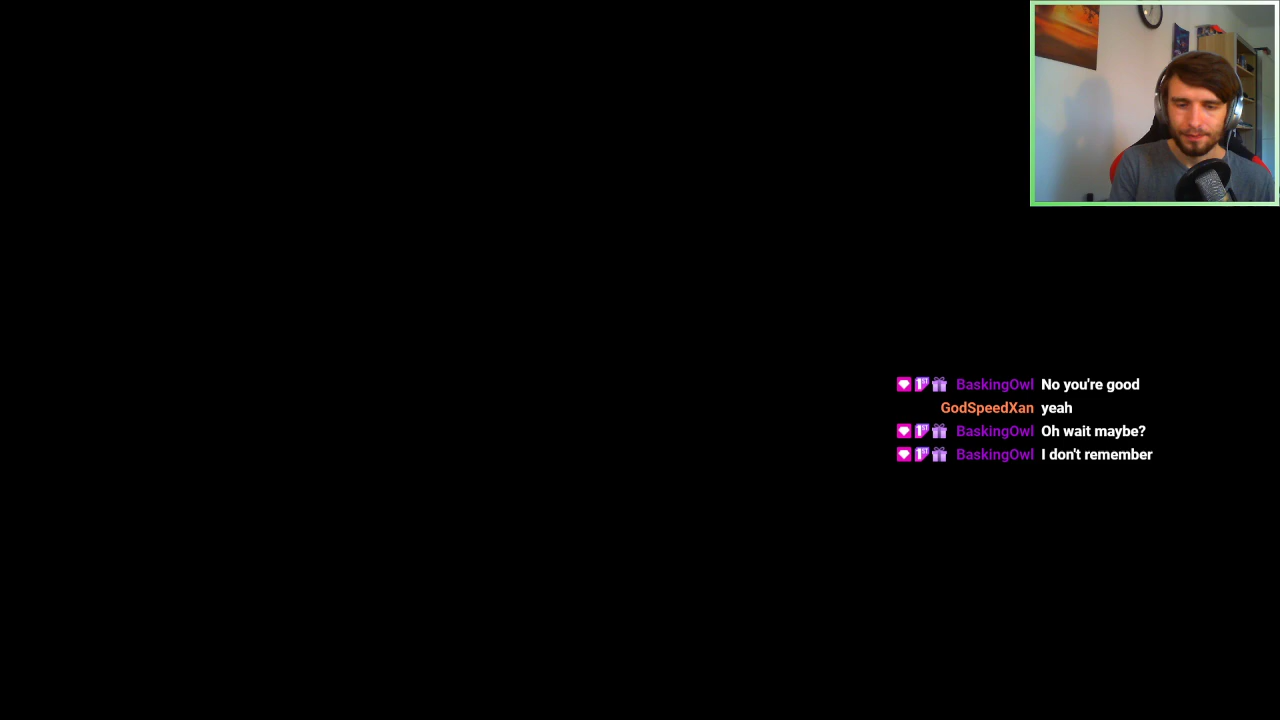 BaskingOwl No you're good
GodSpeedXan yeah
BaskingOwl Oh wait maybe?
BaskingOwl I don't remember